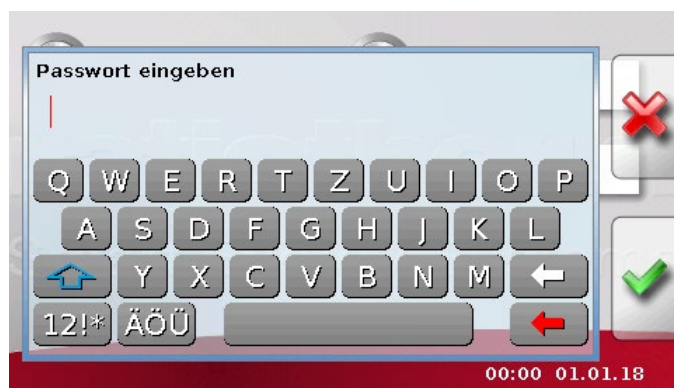 Passwort eingeben
Q W E R T Z U I O P
A S D F G H J K L
Y X C V B N M
12!* ÄÖÜ
00:00 01.01.18